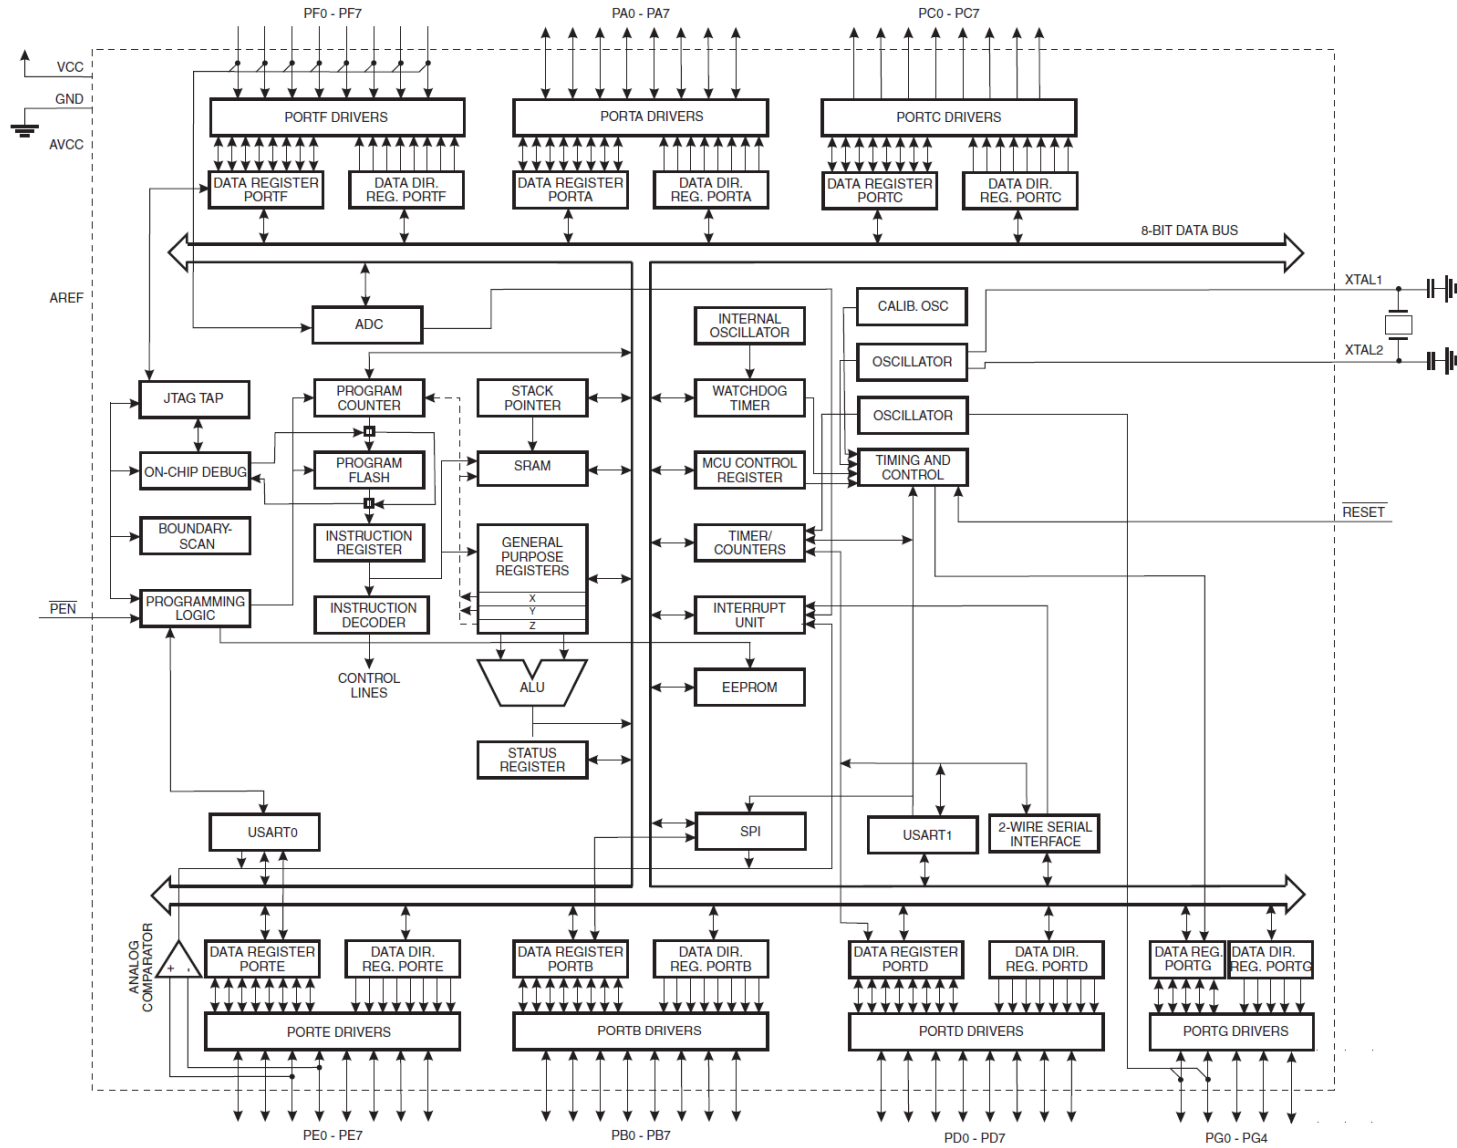 PF0 - PF7
PA0 - PA7
PC0 - PC7
VCC
GND
AVCC
PORTF DRIVERS
PORTA DRIVERS
PORTC DRIVERS
DATA REGISTER
PORTF
DATA DIR.
REG. PORTF
DATA REGISTER
PORTA
DATA DIR.
REG. PORTA
DATA REGISTER
PORTC
DATA DIR.
REG. PORTC
8-BIT DATA BUS
AREF
XTAL1
ADC
INTERNAL
OSCILLATOR
CALIB. OSC
OSCILLATOR
XTAL2
JTAG TAP
PROGRAM
COUNTER
STACK
POINTER
WATCHDOG
TIMER
OSCILLATOR
ON-CHIP DEBUG
PROGRAM
FLASH
SRAM
MCU CONTROL
REGISTER
TIMING AND
CONTROL
RESET
BOUNDARY-
SCAN
INSTRUCTION
REGISTER
GENERAL
PURPOSE
REGISTERS
X
Y
Z
TIMER/
COUNTERS
PEN
PROGRAMMING
LOGIC
INSTRUCTION
DECODER
INTERRUPT
UNIT
CONTROL
LINES
ALU
EEPROM
STATUS
REGISTER
USART0
SPI
USART1
2-WIRE SERIAL
INTERFACE
ANALOG
COMPARATOR
+
-
DATA REGISTER
PORTE
DATA DIR.
REG. PORTE
DATA REGISTER
PORTB
DATA DIR.
REG. PORTB
DATA REGISTER
PORTD
DATA DIR.
REG. PORTD
DATA REG.
PORTG
DATA DIR.
REG. PORTG
PORTE DRIVERS
PORTB DRIVERS
PORTD DRIVERS
PORTG DRIVERS
PE0 - PE7
PB0 - PB7
PD0 - PD7
PG0 - PG4